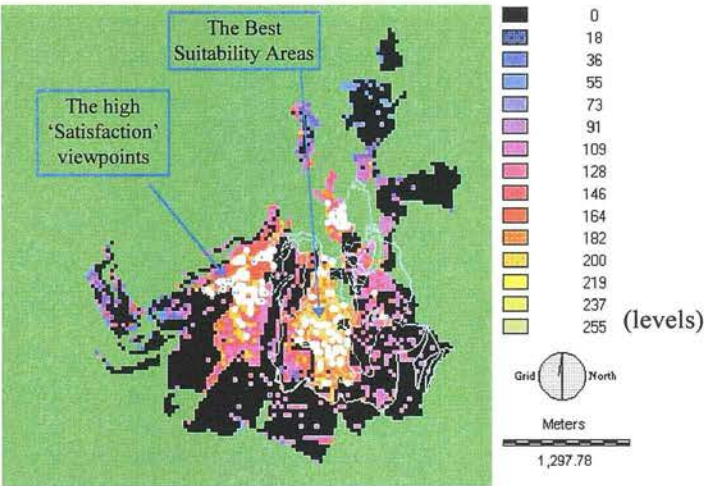 The Best
Suitability Areas
The high
‘Satisfaction’
viewpoints
0
18
36
55
73
91
109
128
146
164
182
200
219
237
255 (levels)
Grid North
Meters
1,297.78